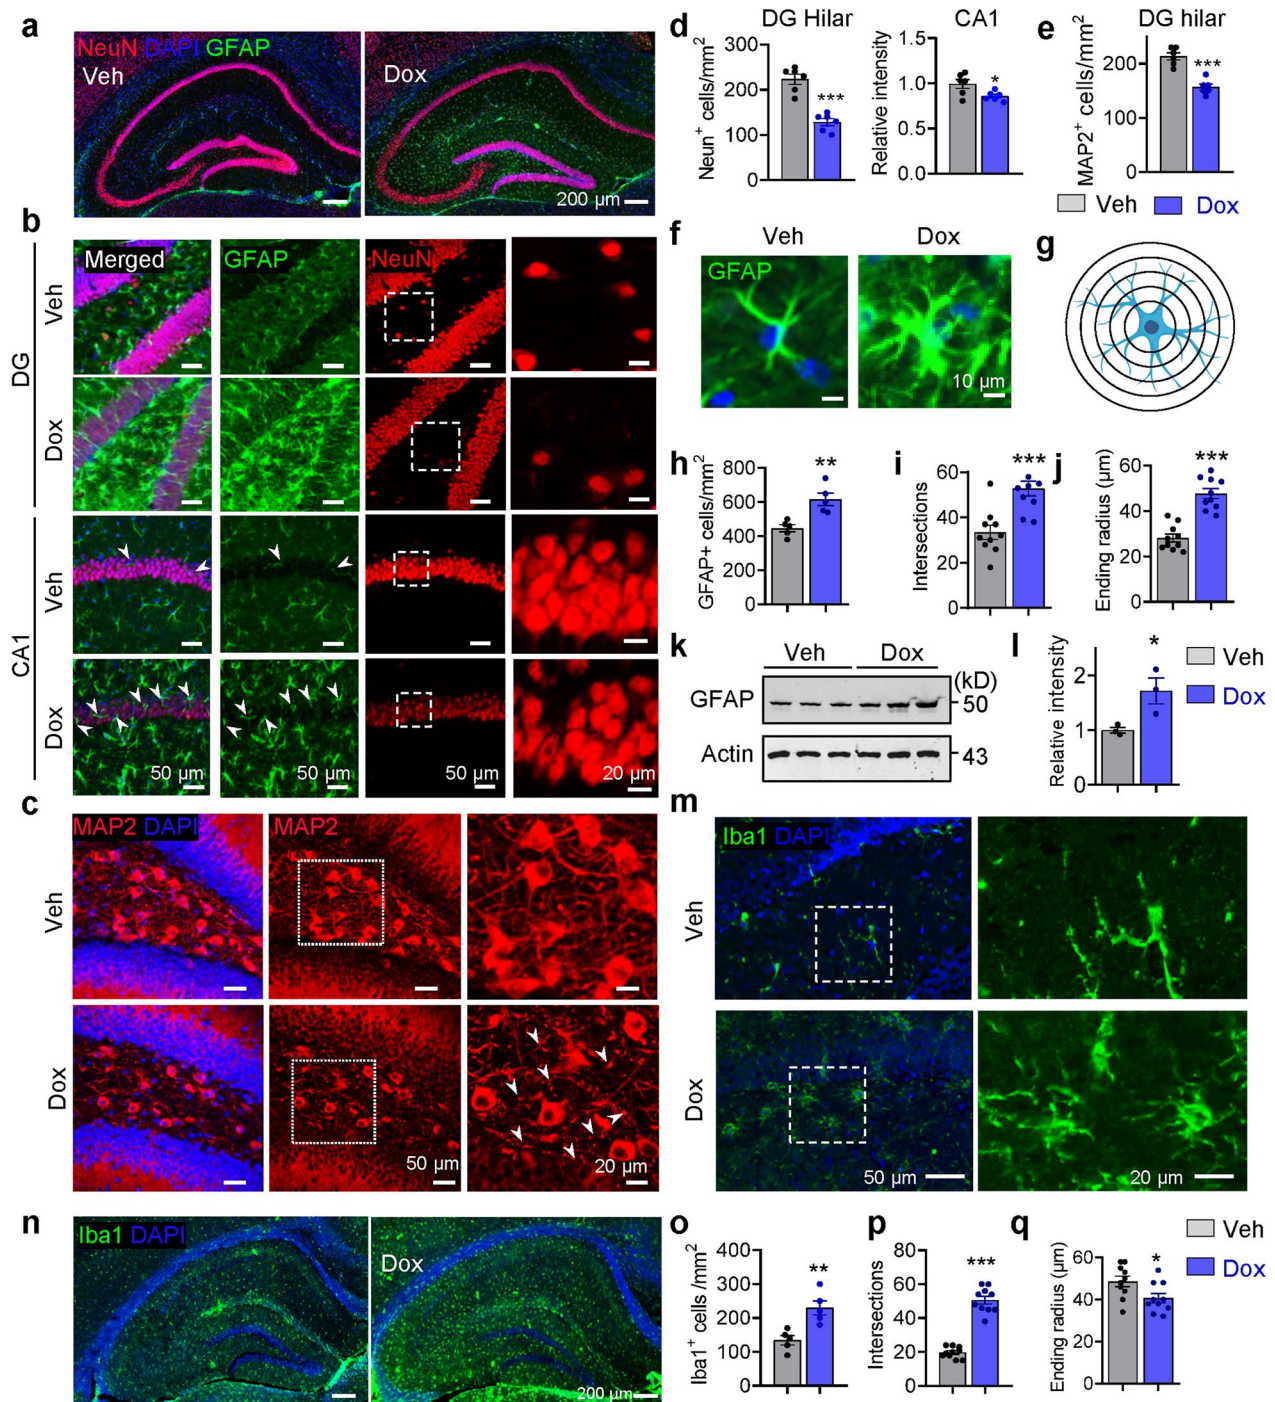 a
NeuN DAPI GFAP
Veh
Dox
200 µm
b
Merged
GFAP
NeuN
Veh
DG
Dox
Veh
CA1
Dox
50 µm
50 µm
50 µm
20 µm
c
MAP2 DAPI
MAP2
Veh
Dox
50 µm
20 µm
d
DG Hilar
Neun+ cells/mm2
300
200
100
0
***
CA1
Relative intensity
1.5
1.0
0.5
0.0
*
e
DG hilar
MAP2+ cells/mm2
200
100
0
***
Veh
Dox
f
Veh
Dox
GFAP
10 µm
g
h
GFAP+ cells/mm2
800
600
400
200
0
**
i
Intersections
60
40
20
0
***
j
Ending radius (µm)
60
40
20
0
***
k
Veh
Dox
(kD)
GFAP
50
Actin
43
l
Relative intensity
2
1
0
*
Veh
Dox
m
Iba1 DAPI
Veh
Dox
50 µm
20 µm
n
Iba1 DAPI
Dox
200 µm
o
Iba1+ cells /mm2
400
300
200
100
0
**
p
Intersections
80
60
40
20
0
***
q
Ending radius (µm)
60
40
20
0
*
Veh
Dox